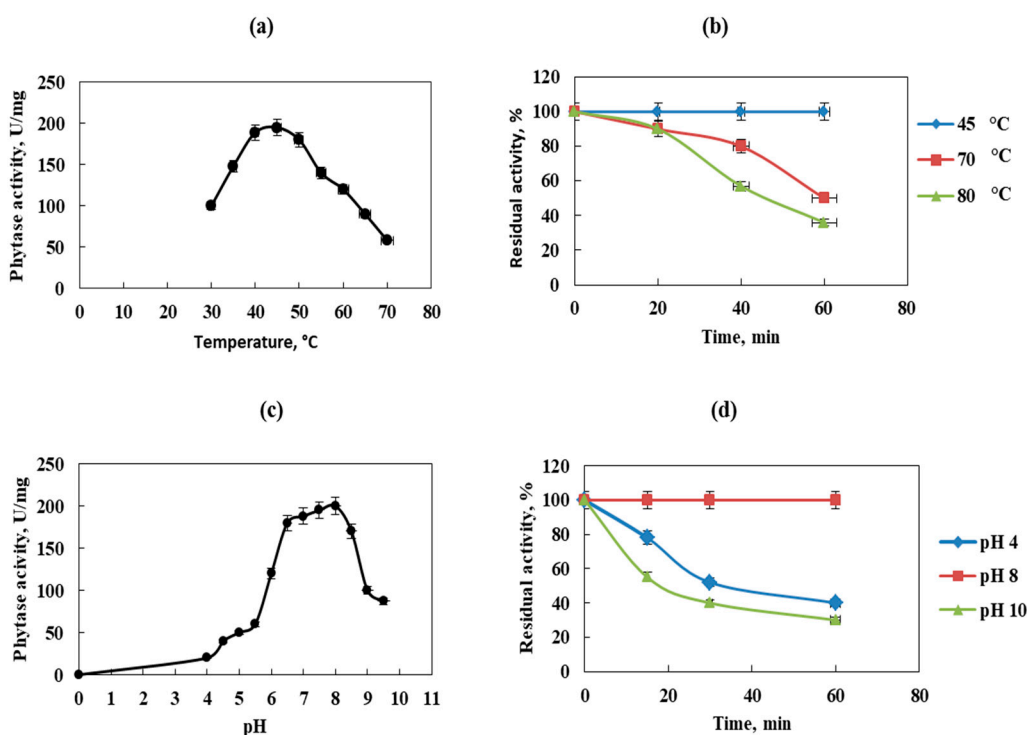 (a)
Phytase activity, U/mg
250
200
150
100
50
0
0 10 20 30 40 50 60 70 80
Temperature, °C
(b)
Residual activity, %
120
100
80
60
40
20
0
0 20 40 60 80
Time, min
45 °C
70 °C
80 °C
(c)
Phytase acivity, U/mg
250
200
150
100
50
0
0 1 2 3 4 5 6 7 8 9 10 11
pH
(d)
Residual activity, %
120
100
80
60
40
20
0
0 20 40 60 80
Time, min
pH 4
pH 8
pH 10